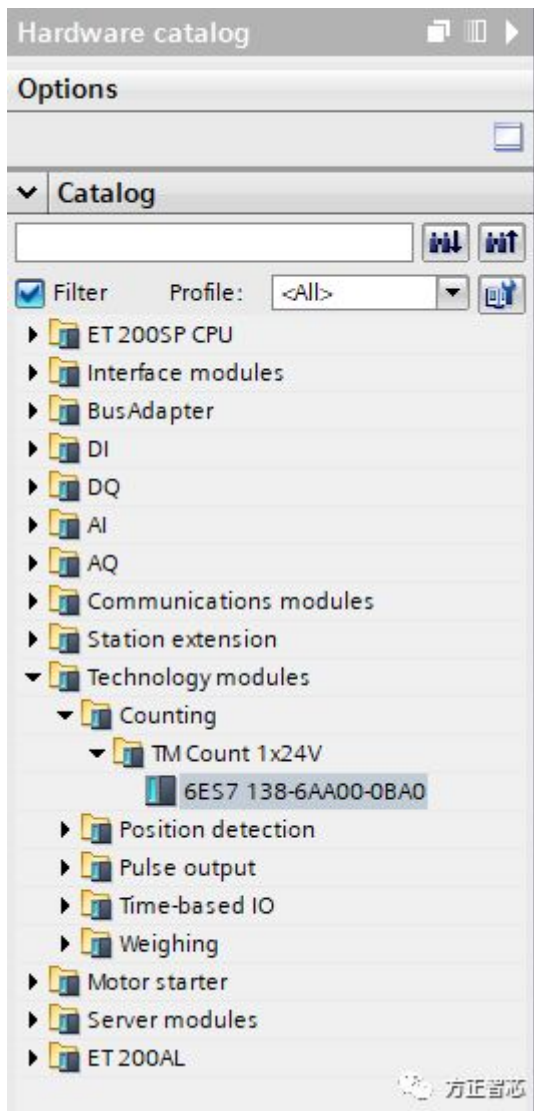 Hardware catalog
Options
Catalog
Filter Profile: <All>
ET 200SP CPU
Interface modules
BusAdapter
DI
DQ
AI
AQ
Communications modules
Station extension
Technology modules
Counting
TM Count 1x24V
6ES7 138-6AA00-0BA0
Position detection
Pulse output
Time-based IO
Weighing
Motor starter
Server modules
ET 200AL
方正智芯